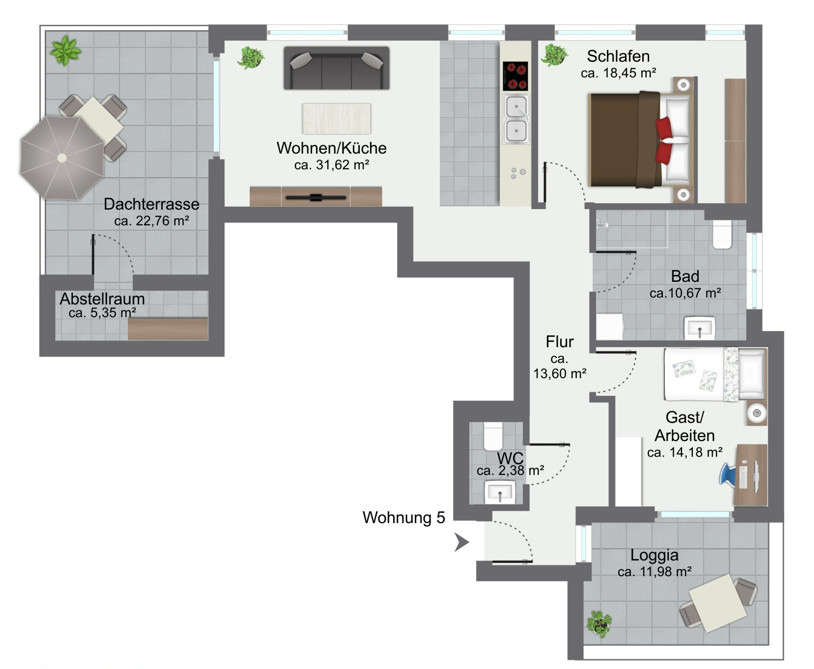 Schlafen
ca. 18,45 m²
Wohnen/Küche
ca. 31,62 m²
Dachterrasse
ca. 22,76 m²
Abstellraum
ca. 5,35 m²
Bad
ca.10,67 m²
Flur
ca.
13,60 m²
Gast/
Arbeiten
ca. 14,18 m²
WC
ca. 2,38 m²
Wohnung 5
Loggia
ca. 11,98 m²